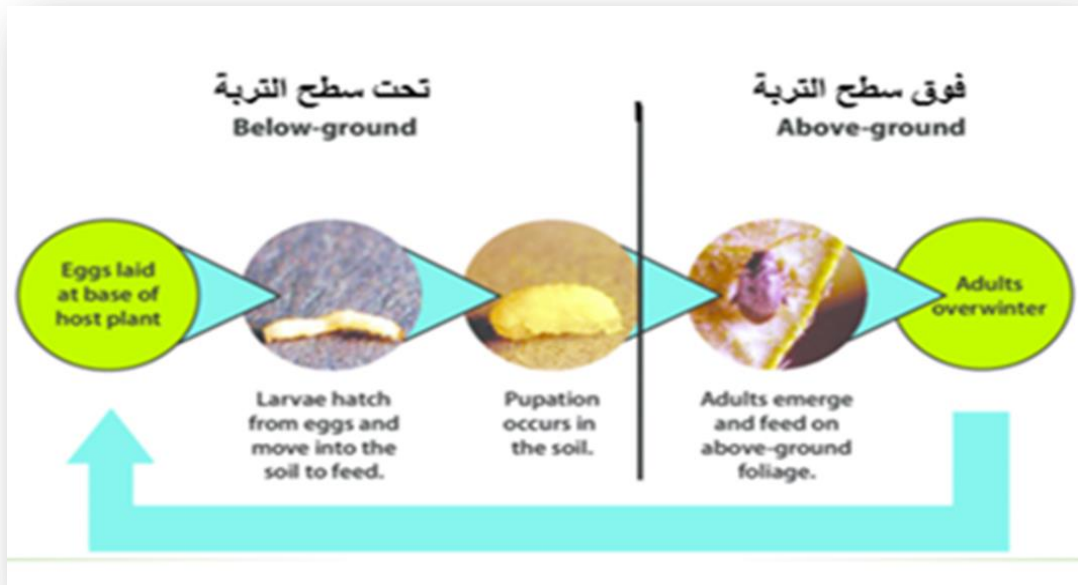 تحت سطح التربة
Below-ground
فوق سطح التربة
Above-ground
Eggs laid
at base of
host plant
Larvae hatch
from eggs and
move into the
soil to feed.
Pupation
occurs in
the soil.
Adults emerge
and feed on
above-ground
foliage.
Adults
overwinter